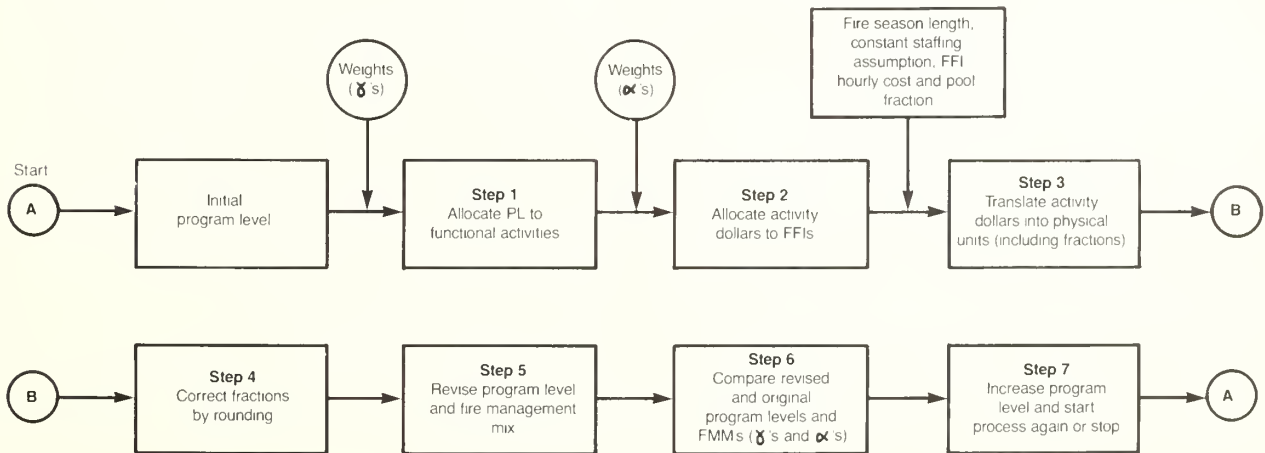 Fire season length,
constant staffing
assumption, FFI
hourly cost and pool
fraction
Weights
(ɣ's)
Weights
(α's)
Start
A
Initial
program level
Step 1
Allocate PL to
functional activities
Step 2
Allocate activity
dollars to FFIs
Step 3
Translate activity
dollars into physical
units (including fractions)
B
B
Step 4
Correct fractions
by rounding
Step 5
Revise program level
and fire management
mix
Step 6
Compare revised
and original
program levels and
FMMs (ɣ's and α's)
Step 7
Increase program
level and start
process again or stop
A